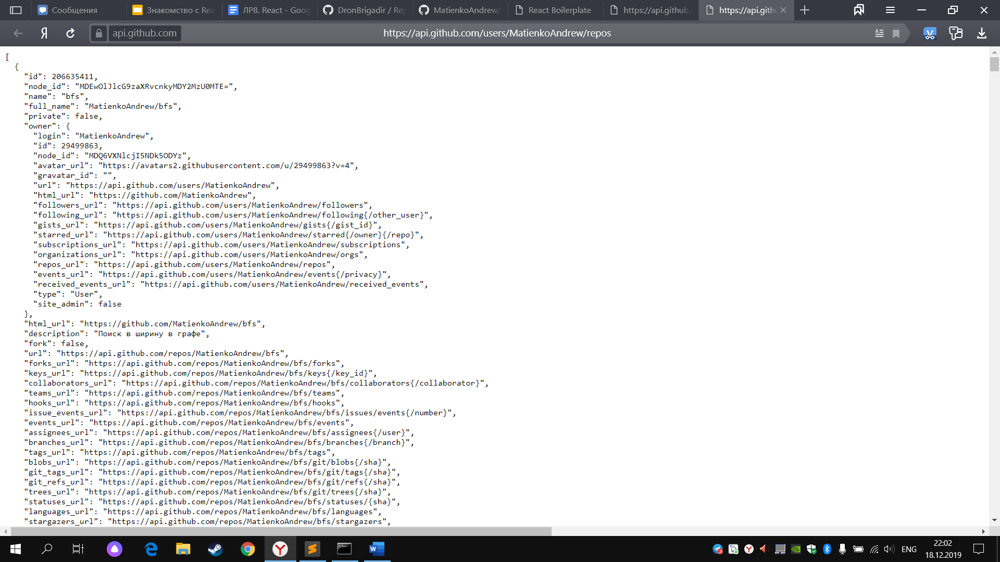 Сообщения
Знакомство с Rea
ЛР8. React - Goog
DronBrigadir / Rep
MatienkoAndrew/
React Boilerplate
https://api.github.
https://api.gith
api.github.com
https://api.github.com/users/MatienkoAndrew/repos
[
{
"id": 206635411,
"node_id": "MDEwOlJlcG9zaXRvcnkyMDY2MzU0MTE=",
"name": "bfs",
"full_name": "MatienkoAndrew/bfs",
"private": false,
"owner": {
"login": "MatienkoAndrew",
"id": 29499863,
"node_id": "MDQ6VXNlcjI5NDk5ODYz",
"avatar_url": "https://avatars2.githubusercontent.com/u/29499863?v=4",
"gravatar_id": "",
"url": "https://api.github.com/users/MatienkoAndrew",
"html_url": "https://github.com/MatienkoAndrew",
"followers_url": "https://api.github.com/users/MatienkoAndrew/followers",
"following_url": "https://api.github.com/users/MatienkoAndrew/following{/other_user}",
"gists_url": "https://api.github.com/users/MatienkoAndrew/gists{/gist_id}",
"starred_url": "https://api.github.com/users/MatienkoAndrew/starred{/owner}{/repo}",
"subscriptions_url": "https://api.github.com/users/MatienkoAndrew/subscriptions",
"organizations_url": "https://api.github.com/users/MatienkoAndrew/orgs",
"repos_url": "https://api.github.com/users/MatienkoAndrew/repos",
"events_url": "https://api.github.com/users/MatienkoAndrew/events{/privacy}",
"received_events_url": "https://api.github.com/users/MatienkoAndrew/received_events",
"type": "User",
"site_admin": false
},
"html_url": "https://github.com/MatienkoAndrew/bfs",
"description": "Поиск в ширину в графе",
"fork": false,
"url": "https://api.github.com/repos/MatienkoAndrew/bfs",
"forks_url": "https://api.github.com/repos/MatienkoAndrew/bfs/forks",
"keys_url": "https://api.github.com/repos/MatienkoAndrew/bfs/keys{/key_id}",
"collaborators_url": "https://api.github.com/repos/MatienkoAndrew/bfs/collaborators{/collaborator}",
"teams_url": "https://api.github.com/repos/MatienkoAndrew/bfs/teams",
"hooks_url": "https://api.github.com/repos/MatienkoAndrew/bfs/hooks",
"issue_events_url": "https://api.github.com/repos/MatienkoAndrew/bfs/issues/events{/number}",
"events_url": "https://api.github.com/repos/MatienkoAndrew/bfs/events",
"assignees_url": "https://api.github.com/repos/MatienkoAndrew/bfs/assignees{/user}",
"branches_url": "https://api.github.com/repos/MatienkoAndrew/bfs/branches{/branch}",
"tags_url": "https://api.github.com/repos/MatienkoAndrew/bfs/tags",
"blobs_url": "https://api.github.com/repos/MatienkoAndrew/bfs/git/blobs{/sha}",
"git_tags_url": "https://api.github.com/repos/MatienkoAndrew/bfs/git/tags{/sha}",
"git_refs_url": "https://api.github.com/repos/MatienkoAndrew/bfs/git/refs{/sha}",
"trees_url": "https://api.github.com/repos/MatienkoAndrew/bfs/git/trees{/sha}",
"statuses_url": "https://api.github.com/repos/MatienkoAndrew/bfs/statuses/{sha}",
"languages_url": "https://api.github.com/repos/MatienkoAndrew/bfs/languages",
"stargazers_url": "https://api.github.com/repos/MatienkoAndrew/bfs/stargazers",
ENG
22:02
18.12.2019